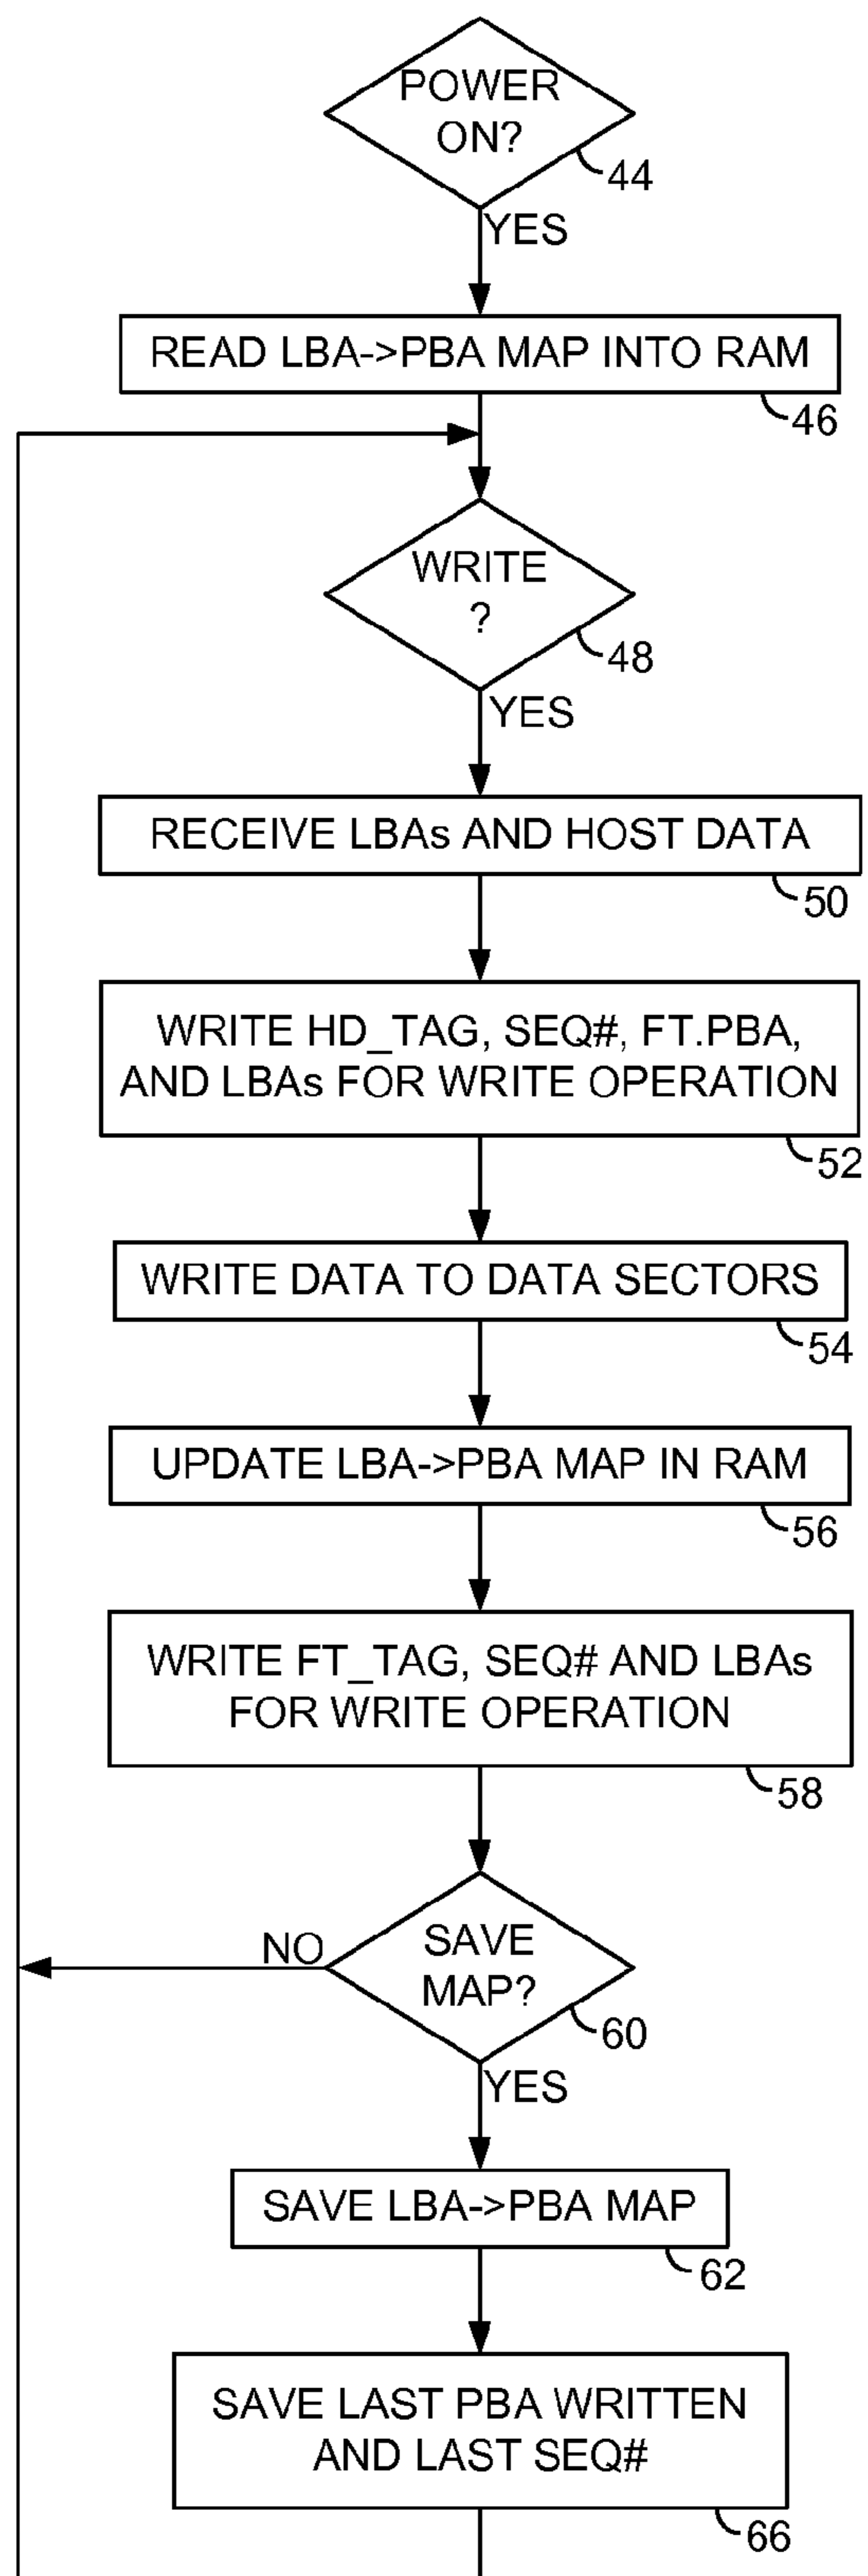 POWER
ON?
44
YES
READ LBA->PBA MAP INTO RAM
46
WRITE
?
48
YES
RECEIVE LBAs AND HOST DATA
50
WRITE HD_TAG, SEQ#, FT.PBA,
AND LBAs FOR WRITE OPERATION
52
WRITE DATA TO DATA SECTORS
54
UPDATE LBA->PBA MAP IN RAM
56
WRITE FT_TAG, SEQ# AND LBAs
FOR WRITE OPERATION
58
NO
SAVE
MAP?
60
YES
SAVE LBA->PBA MAP
62
SAVE LAST PBA WRITTEN
AND LAST SEQ#
66